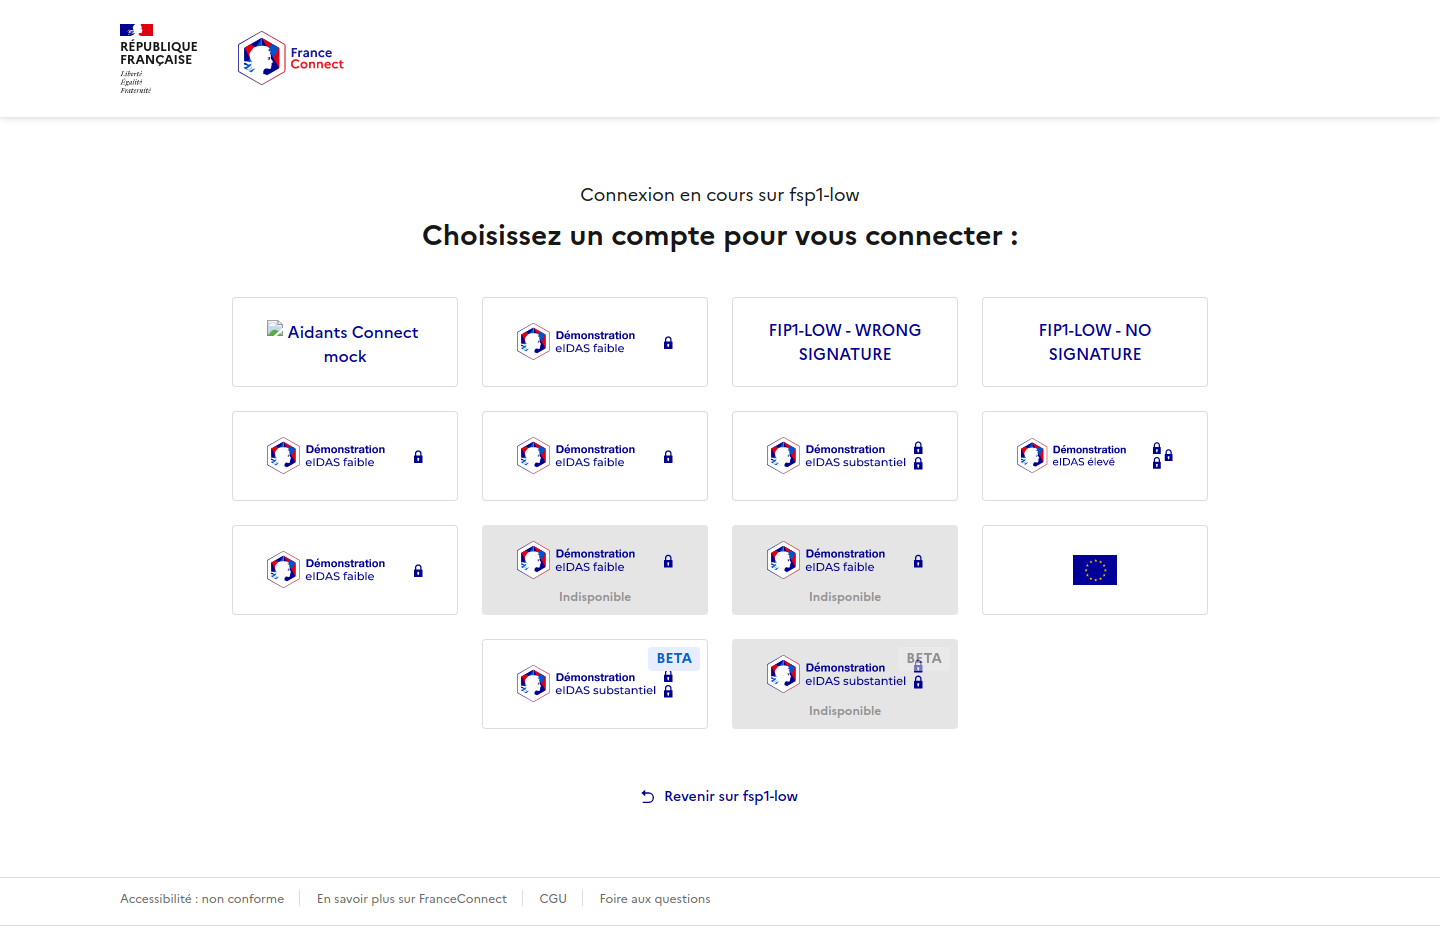 RÉPUBLIQUE
FRANÇAISE
Liberté
Égalité
Fraternité
France
Connect
Connexion en cours sur fsp1-low
Choisissez un compte pour vous connecter :
Aidants Connect
mock
Démonstration
eIDAS faible
FIP1-LOW - WRONG
SIGNATURE
FIP1-LOW - NO
SIGNATURE
Démonstration
eIDAS faible
Démonstration
eIDAS faible
Démonstration
eIDAS substantiel
Démonstration
eIDAS élevé
Démonstration
eIDAS faible
Démonstration
eIDAS faible
Indisponible
Démonstration
eIDAS faible
Indisponible
BETA
Démonstration
eIDAS substantiel
BETA
Démonstration
eIDAS substantiel
Indisponible
Revenir sur fsp1-low
Accessibilité : non conforme
En savoir plus sur FranceConnect
CGU
Foire aux questions